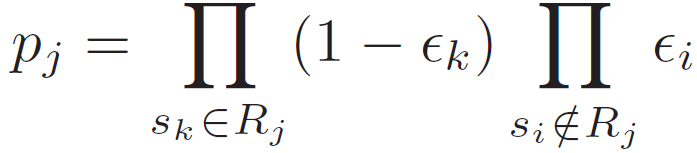 p_j = \prod_{s_k \in R_j} (1 - \epsilon_k) \prod_{s_i \notin R_j} \epsilon_i